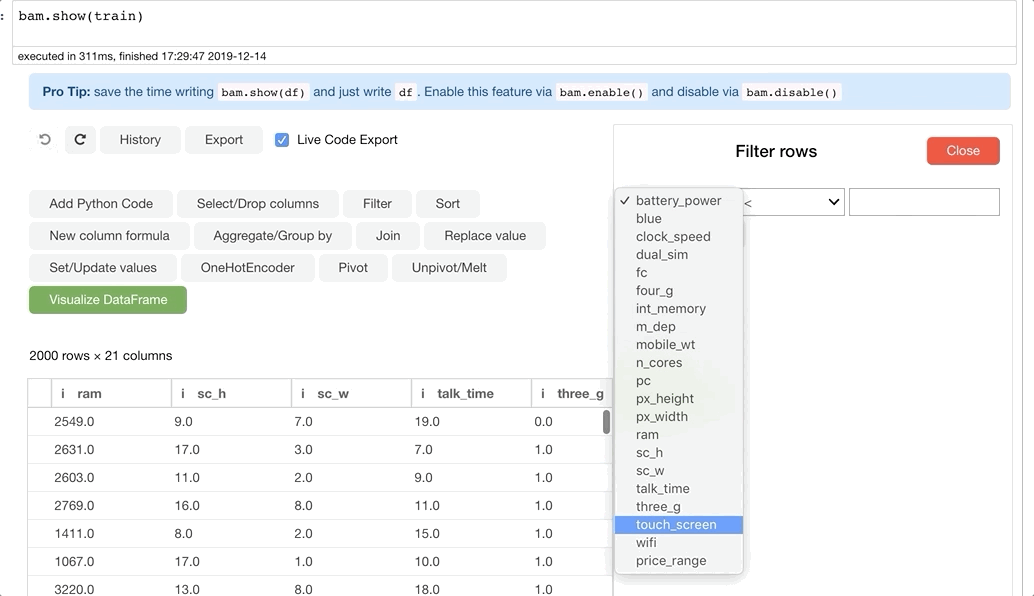 : bam.show(train)
executed in 311ms, finished 17:29:47 2019-12-14
Pro Tip: save the time writing bam.show(df) and just write df. Enable this feature via bam.enable() and disable via bam.disable()
History Export Live Code Export
Filter rows Close
Add Python Code Select/Drop columns Filter Sort
New column formula Aggregate/Group by Join Replace value
Set/Update values OneHotEncoder Pivot Unpivot/Melt
Visualize DataFrame
2000 rows × 21 columns
i ram i sc_h i sc_w i talk_time i three_g
2549.0 9.0 7.0 19.0 0.0
2631.0 17.0 3.0 7.0 1.0
2603.0 11.0 2.0 9.0 1.0
2769.0 16.0 8.0 11.0 1.0
1411.0 8.0 2.0 15.0 1.0
1067.0 17.0 1.0 10.0 1.0
3220.0 13.0 8.0 18.0 1.0
✓ battery_power <
blue
clock_speed
dual_sim
fc
four_g
int_memory
m_dep
mobile_wt
n_cores
pc
px_height
px_width
ram
sc_h
sc_w
talk_time
three_g
touch_screen
wifi
price_range